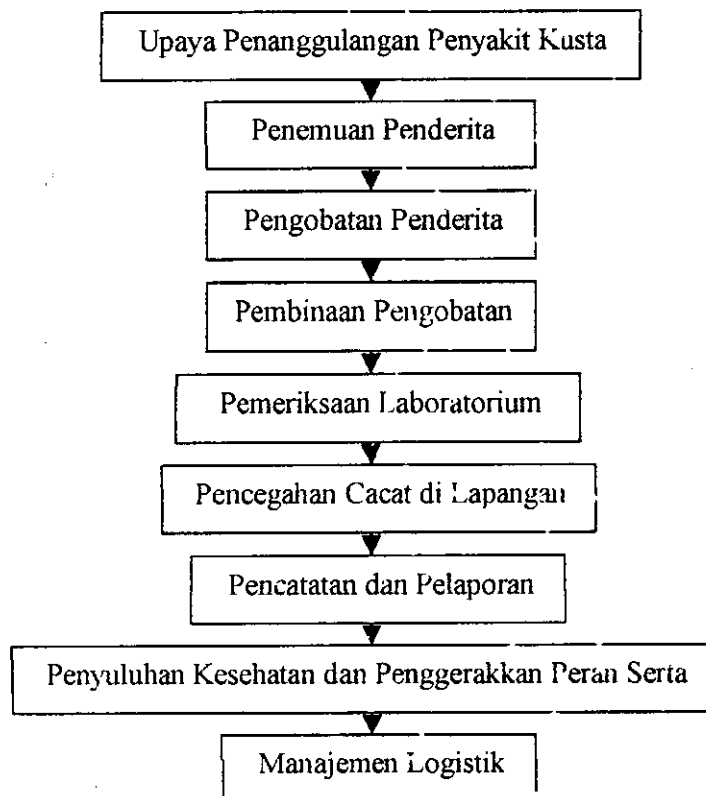 Upaya Penanggulangan Penyakit Kusta
Penemuan Penderita
Pengobatan Penderita
Pembinaan Pengobatan
Pemeriksaan Laboratorium
Pencegahan Cacat di Lapangan
Pencatatan dan Pelaporan
Penyuluhan Kesehatan dan Penggerakkan Peran Serta
Manajemen Logistik